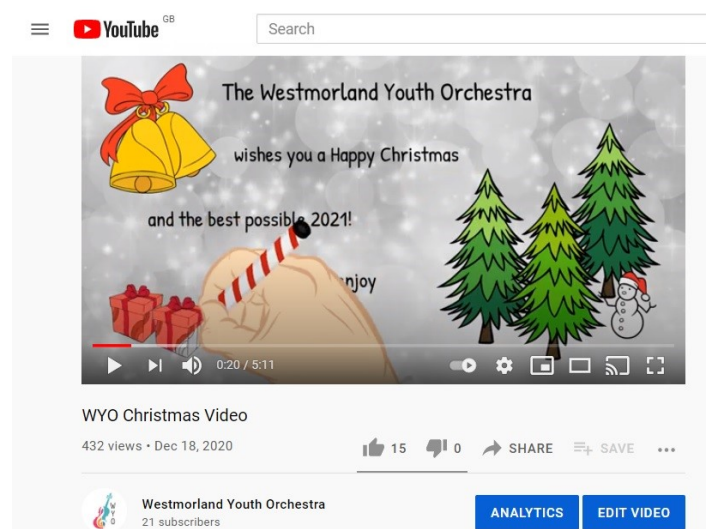 YouTube GB
Search
The Westmorland Youth Orchestra
wishes you a Happy Christmas
and the best possible 2021!
enjoy
0:20 / 5:11
WYO Christmas Video
432 views • Dec 18, 2020
15
0
SHARE
SAVE
WYO
Westmorland Youth Orchestra
21 subscribers
ANALYTICS
EDIT VIDEO